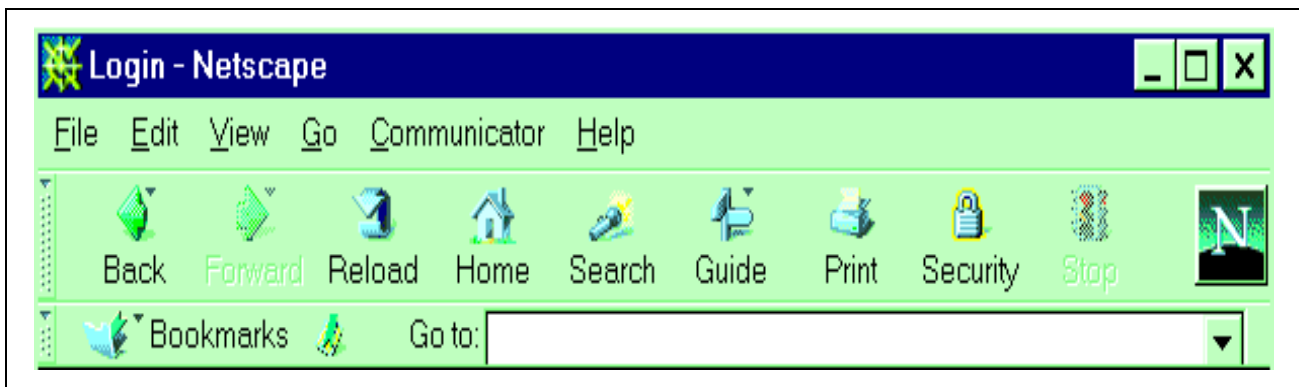 Login - Netscape
File Edit View Go Communicator Help
N
Back Forward Reload Home Search Guide Print Security Stop
Bookmarks Go to: